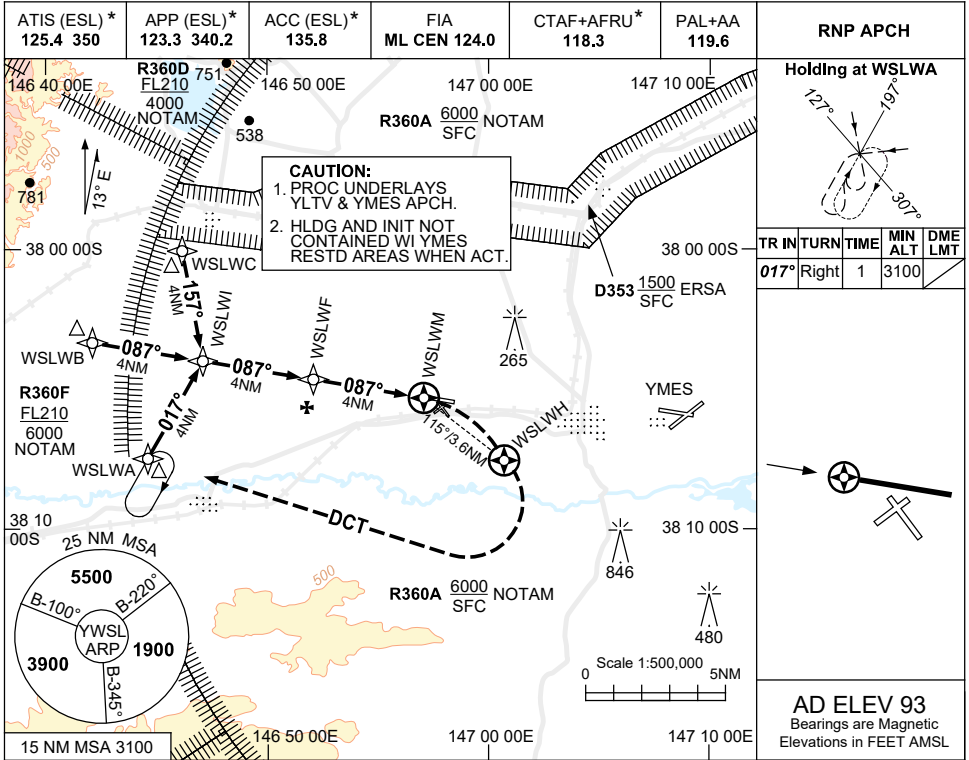 ATIS (ESL) *
125.4 350
APP (ESL) *
123.3 340.2
ACC (ESL) *
135.8
FIA
ML CEN 124.0
CTAF+AFRU *
118.3
PAL+AA
119.6
RNP APCH
146 40 00E
R360D
FL210
4000
NOTAM
751
146 50 00E
147 00 00E
147 10 00E
538
R360A 6000 NOTAM
SFC
1000
500
781
13° E
CAUTION:
1. PROC UNDERLAYS
YLTV & YMES APCH.
2. HLDG AND INIT NOT
CONTAINED WI YMES
RESTD AREAS WHEN ACT.
38 00 00S
38 00 00S
WSLWC
157°
4NM
D353 1500 ERSA
SFC
WSLWI
WSLWF
WSLWM
265
WSLWB
087°
4NM
087°
4NM
087°
4NM
YMES
R360F
FL210
6000
NOTAM
017°
4NM
115°/3.6NM
WSLWH
WSLWA
DCT
38 10
00S
38 10 00S
25 NM MSA
5500
B-100°
B-220°
YWSL
ARP
3900
1900
B-345°
500
R360A 6000 NOTAM
SFC
846
480
Scale 1:500,000
0
5NM
15 NM MSA 3100
146 50 00E
147 00 00E
147 10 00E
Holding at WSLWA
127°
197°
307°
TR IN
TURN
TIME
MIN
ALT
DME
LMT
017°
Right
1
3100
AD ELEV 93
Bearings are Magnetic
Elevations in FEET AMSL